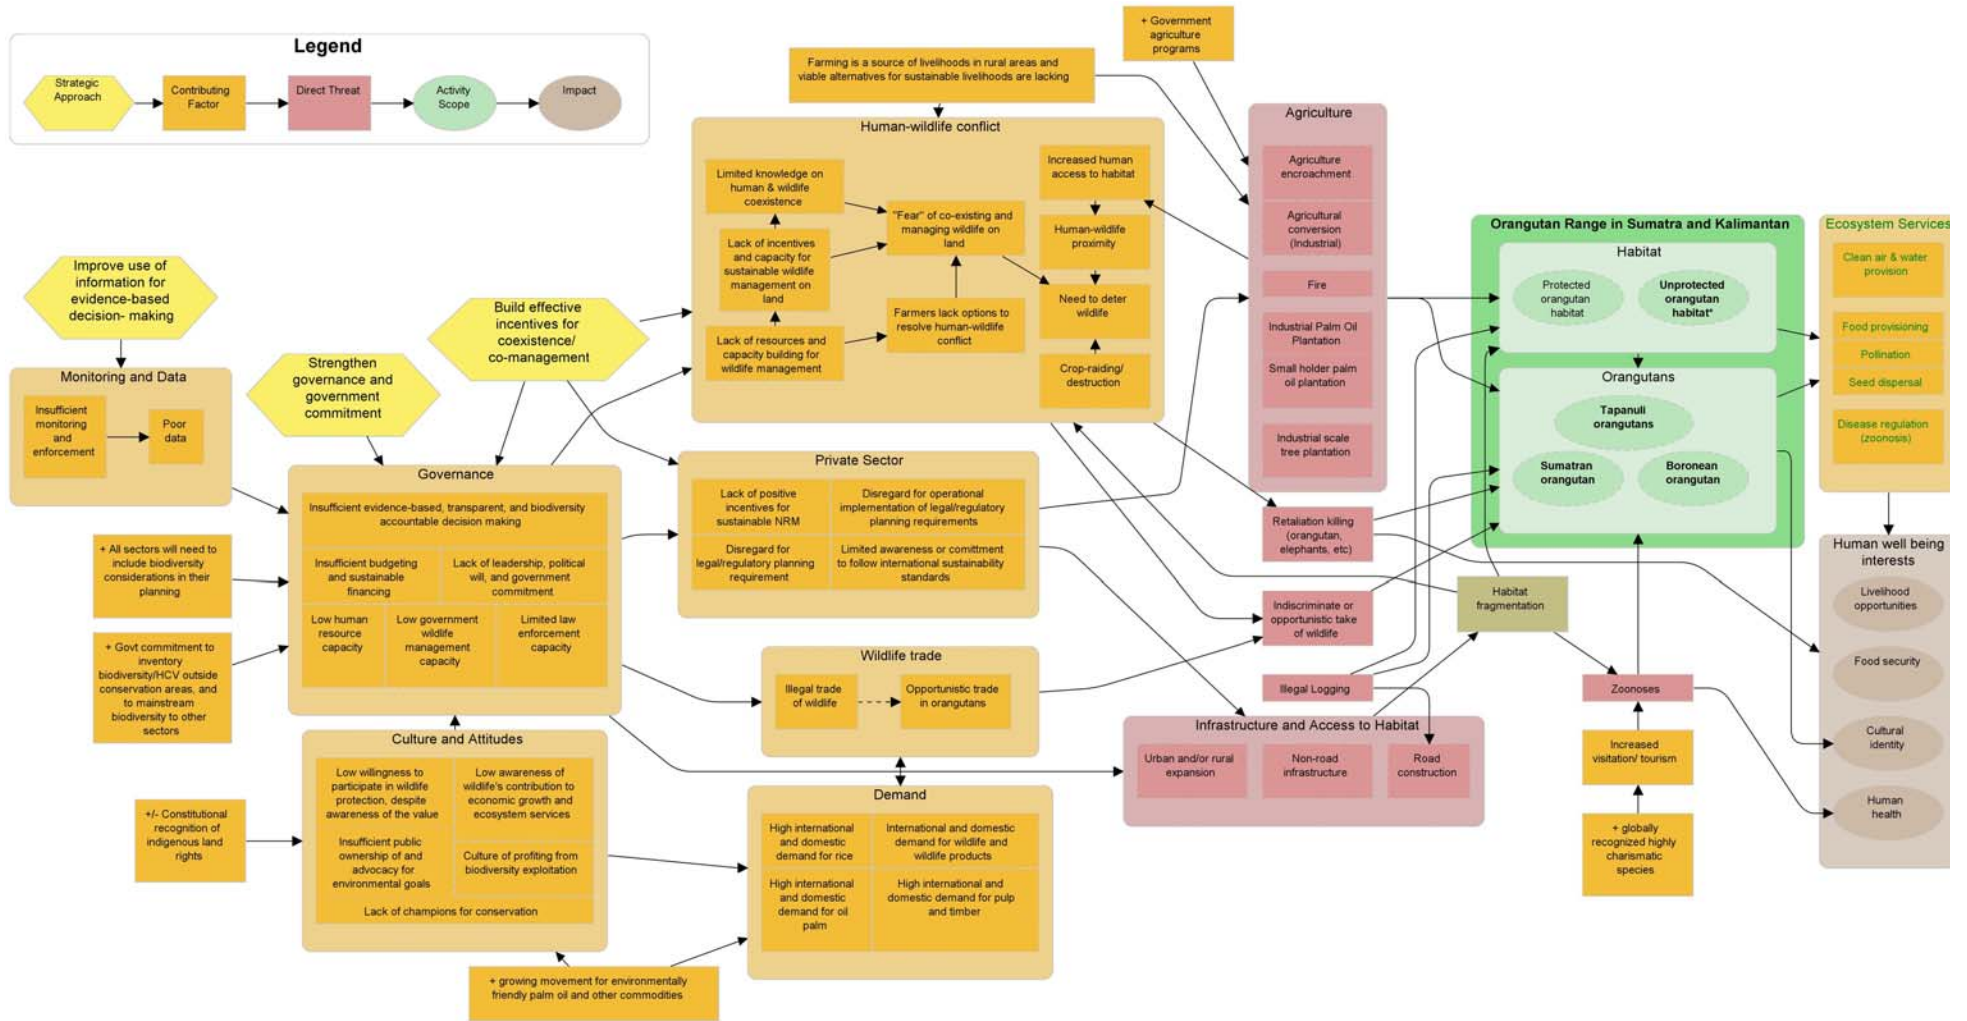 Legend
Strategic
Approach
Contributing
Factor
Direct Threat
Activity
Scope
Impact
+ Government
agriculture
programs
Farming is a source of livelihoods in rural areas and
viable alternatives for sustainable livelihoods are lacking
Human-wildlife conflict
Limited knowledge on
human & wildlife
coexistence
Lack of incentives
and capacity for
sustainable wildlife
management on
land
Lack of resources and
capacity building for
wildlife management
"Fear" of co-existing and
managing wildlife on
land
Farmers lack options to
resolve human-wildlife
conflict
Increased human
access to habitat
Human-wildlife
proximity
Need to deter
wildlife
Crop-raiding/
destruction
Agriculture
Agriculture
encroachment
Agricultural
conversion
(Industrial)
Fire
Industrial Palm Oil
Plantation
Small holder palm
oil plantation
Industrial scale
tree plantation
Orangutan Range in Sumatra and Kalimantan
Habitat
Protected
orangutan
habitat
Unprotected
orangutan
habitat*
Orangutans
Tapanuli
orangutans
Sumatran
orangutan
Boronean
orangutan
Ecosystem Services
Clean air & water
provision
Food provisioning
Pollination
Seed dispersal
Disease regulation
(zoonosis)
Human well being
interests
Livelihood
opportunities
Food security
Cultural
identity
Human
health
Improve use of
information for
evidence-based
decision- making
Strengthen
governance and
government
commitment
Build effective
incentives for
coexistence/
co-management
Monitoring and Data
Insufficient
monitoring
and
enforcement
Poor
data
Governance
Insufficient evidence-based, transparent, and biodiversity
accountable decision making
Insufficient budgeting
and sustainable
financing
Lack of leadership, political
will, and government
commitment
Low human
resource
capacity
Low government
wildlife
management
capacity
Limited law
enforcement
capacity
+ All sectors will need to
include biodiversity
considerations in their
planning
+ Govt commitment to
inventory
biodiversity/HCV outside
conservation areas, and
to mainstream
biodiversity to other
sectors
Private Sector
Lack of positive
incentives for
sustainable NRM
Disregard for operational
implementation of legal/regulatory
planning requirements
Disregard for
legal/regulatory planning
requirement
Limited awareness or comittment
to follow international sustainability
standards
Retaliation killing
(orangutan,
elephants, etc)
Indiscriminate or
opportunistic take
of wildlife
Illegal Logging
Habitat
fragmentation
Zoonoses
Increased
visitation/ tourism
+ globally
recognized highly
charismatic
species
Wildlife trade
Illegal trade
of wildlife
Opportunistic trade
in orangutans
Infrastructure and Access to Habitat
Urban and/or rural
expansion
Non-road
infrastructure
Road
construction
Culture and Attitudes
Low willingness to
participate in wildlife
protection, despite
awareness of the value
Low awareness of
wildlife's contribution to
economic growth and
ecosystem services
Insufficient public
ownership of and
advocacy for
environmental goals
Culture of profiting from
biodiversity exploitation
Lack of champions for conservation
+/- Constitutional
recognition of
indigenous land
rights
Demand
High international
and domestic
demand for rice
International and domestic
demand for wildlife and
wildlife products
High international
and domestic
demand for oil
palm
High international and
domestic demand for pulp
and timber
+ growing movement for environmentally
friendly palm oil and other commodities